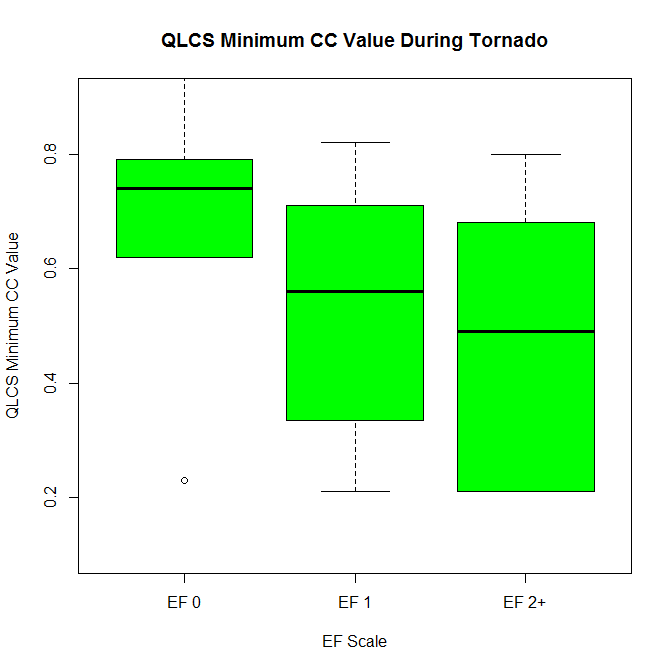 QLCS Minimum CC Value During Tornado
QLCS Minimum CC Value
0.8
0.6
0.4
0.2
EF 0
EF 1
EF 2+
EF Scale